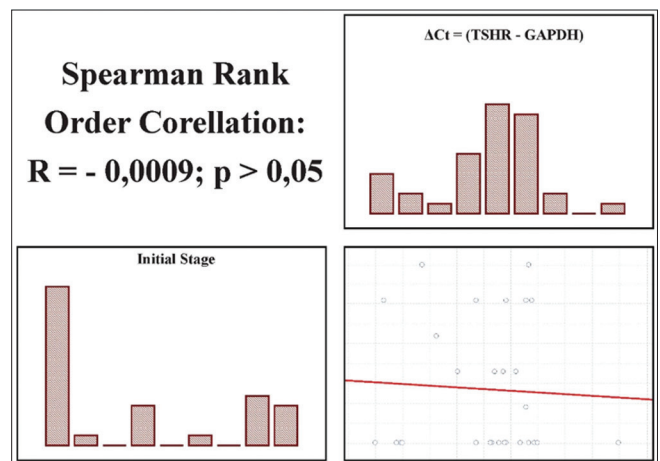 Spearman Rank
Order Corellation:
R = - 0,0009; p > 0,05
ΔCt = (TSHR - GAPDH)
Initial Stage